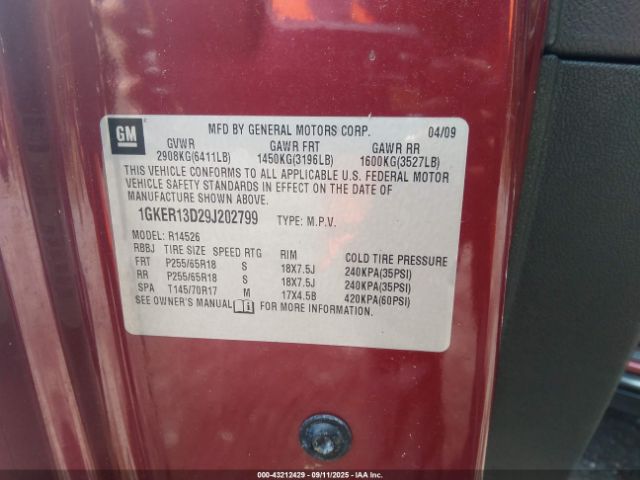 GM
MFD BY GENERAL MOTORS CORP. 04/09
GVWR GAWR FRT GAWR RR
2908KG(6411LB) 1450KG(3196LB) 1600KG(3527LB)
THIS VEHICLE CONFORMS TO ALL APPLICABLE U.S. FEDERAL MOTOR
VEHICLE SAFETY STANDARDS IN EFFECT ON THE DATE OF
MANUFACTURE SHOWN ABOVE.
1GKER13D29J202799 TYPE: M.P.V.
MODEL: R14526
RBBJ TIRE SIZE SPEED RTG RIM COLD TIRE PRESSURE
FRT P255/65R18 S 18X7.5J 240KPA(35PSI)
RR P255/65R18 S 18X7.5J 240KPA(35PSI)
SPA T145/70R17 M 17X4.5B 420KPA(60PSI)
SEE OWNER'S MANUAL FOR MORE INFORMATION.
000-43212429 - 09/11/2025 - IAAI.com